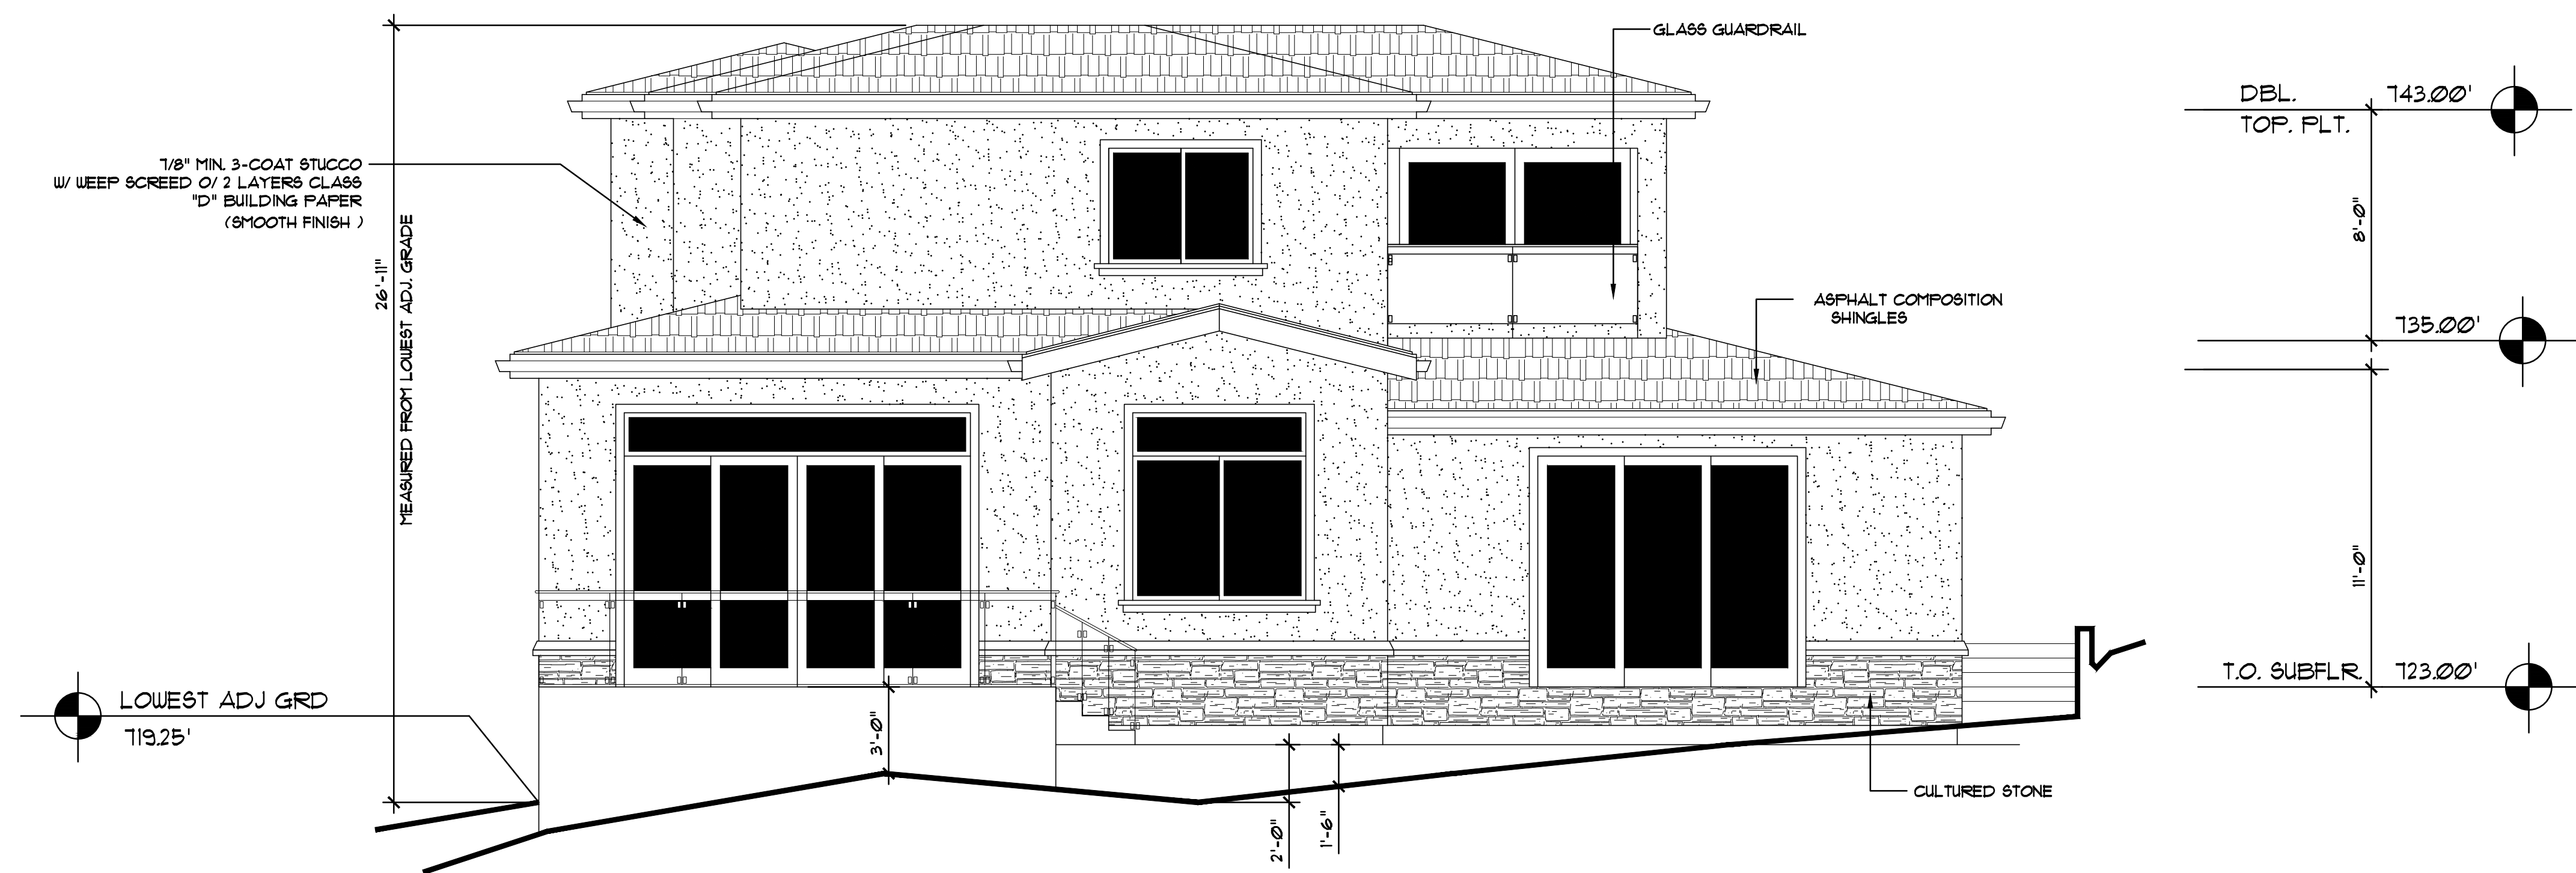 GLASS GUARDRAIL
DBL.
743.00'
TOP. PLT.
7/8" MIN. 3-COAT STUCCO
W/ WEEP SCREED O/ 2 LAYERS CLASS
"D" BUILDING PAPER
(SMOOTH FINISH )
26'-11"
MEASURED FROM LOWEST ADJ. GRADE
8'-0"
ASPHALT COMPOSITION
SHINGLES
735.00'
11'-0"
T.O. SUBFLR.
723.00'
LOWEST ADJ GRD
719.25'
3'-0"
2'-0"
1'-6"
CULTURED STONE